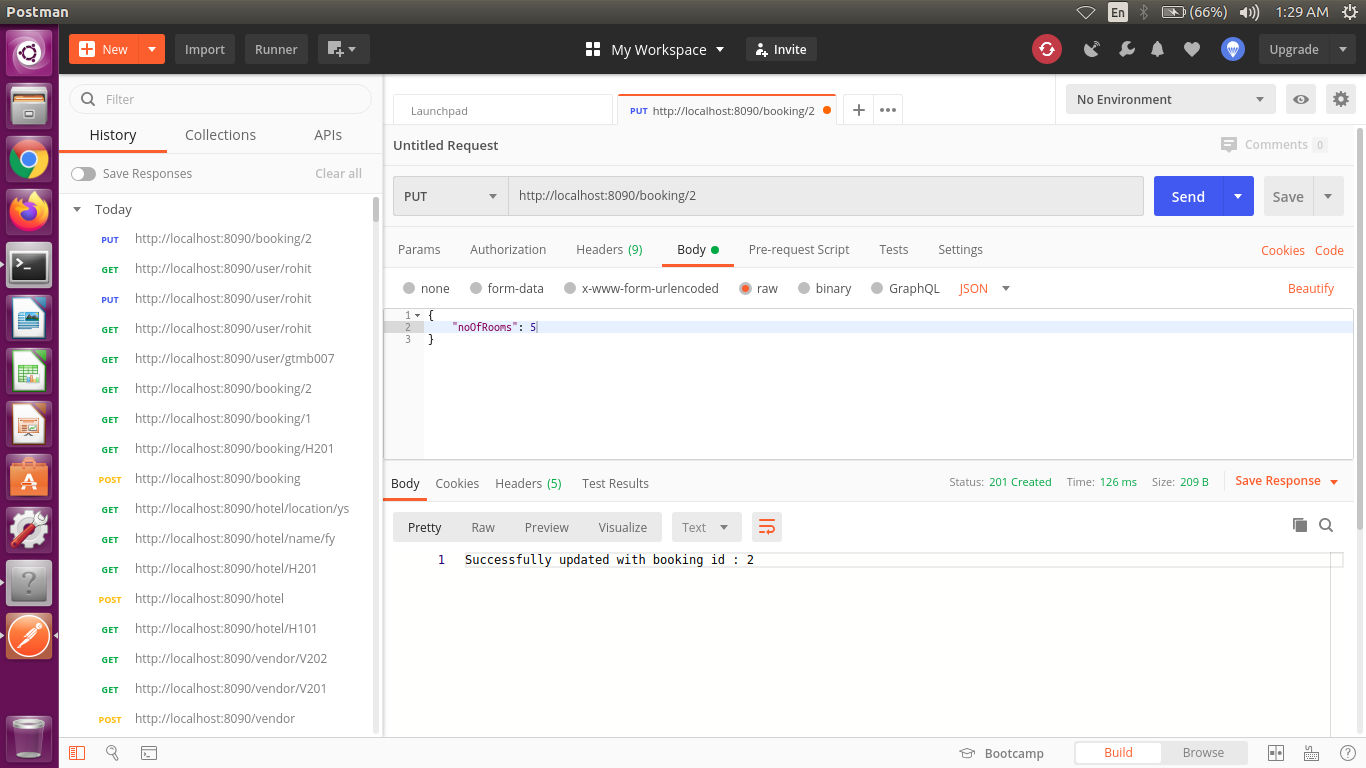 Postman
En
(66%)
1:29 AM
New
Import
Runner
My Workspace
Invite
Upgrade
Filter
History
Collections
APIs
Save Responses
Clear all
Today
PUT http://localhost:8090/booking/2
GET http://localhost:8090/user/rohit
PUT http://localhost:8090/user/rohit
GET http://localhost:8090/user/rohit
GET http://localhost:8090/user/gtmb007
GET http://localhost:8090/booking/2
GET http://localhost:8090/booking/1
GET http://localhost:8090/booking/H201
POST http://localhost:8090/booking
GET http://localhost:8090/hotel/location/ys
GET http://localhost:8090/hotel/name/fy
GET http://localhost:8090/hotel/H201
POST http://localhost:8090/hotel
GET http://localhost:8090/hotel/H101
GET http://localhost:8090/vendor/V202
GET http://localhost:8090/vendor/V201
POST http://localhost:8090/vendor
Launchpad
PUT http://localhost:8090/booking/2
No Environment
Untitled Request
Comments 0
PUT
http://localhost:8090/booking/2
Send
Save
Params
Authorization
Headers (9)
Body
Pre-request Script
Tests
Settings
Cookies
Code
none
form-data
x-www-form-urlencoded
raw
binary
GraphQL
JSON
Beautify
1 {
2 "noOfRooms": 5
3 }
Body
Cookies
Headers (5)
Test Results
Status: 201 Created
Time: 126 ms
Size: 209 B
Save Response
Pretty
Raw
Preview
Visualize
Text
1 Successfully updated with booking id : 2
Bootcamp
Build
Browse